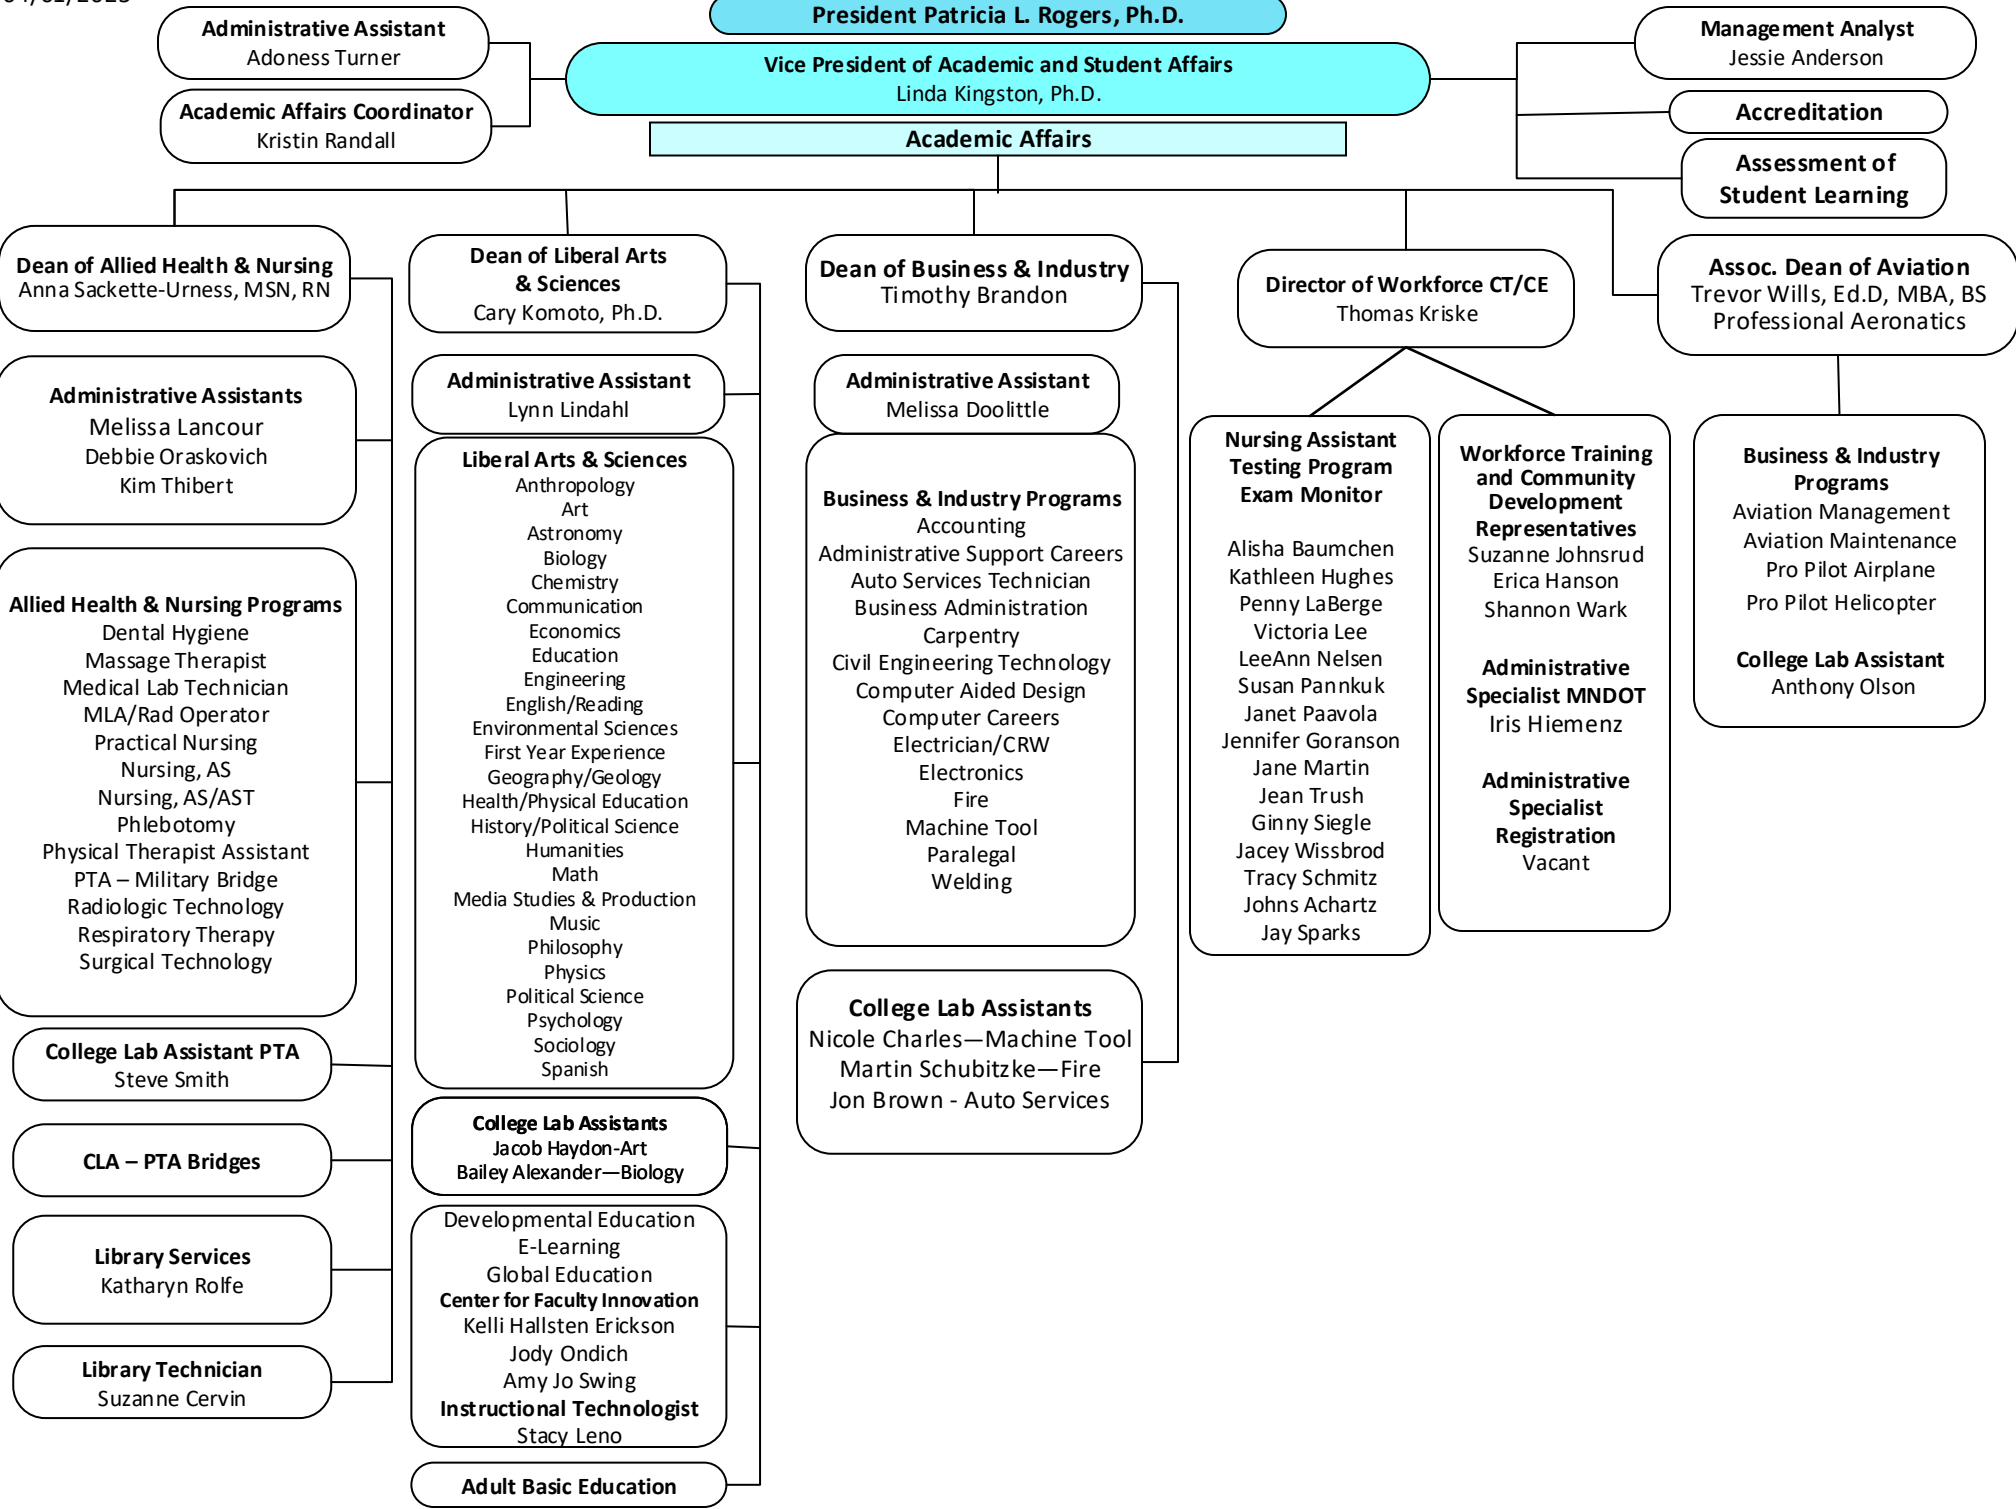 President Patricia L. Rogers, Ph.D.
Administrative Assistant
Adoness Turner
Academic Affairs Coordinator
Kristin Randall
Vice President of Academic and Student Affairs
Linda Kingston, Ph.D.
Academic Affairs
Management Analyst
Jessie Anderson
Accreditation
Assessment of
Student Learning
Dean of Allied Health & Nursing
Anna Sackette-Urness, MSN, RN
Administrative Assistants
Melissa Lancour
Debbie Oraskovich
Kim Thibert
Allied Health & Nursing Programs
Dental Hygiene
Massage Therapist
Medical Lab Technician
MLA/Rad Operator
Practical Nursing
Nursing, AS
Nursing, AS/AST
Phlebotomy
Physical Therapist Assistant
PTA – Military Bridge
Radiologic Technology
Respiratory Therapy
Surgical Technology
College Lab Assistant PTA
Steve Smith
CLA – PTA Bridges
Library Services
Katharyn Rolfe
Library Technician
Suzanne Cervin
Dean of Liberal Arts
& Sciences
Cary Komoto, Ph.D.
Administrative Assistant
Lynn Lindahl
Liberal Arts & Sciences
Anthropology
Art
Astronomy
Biology
Chemistry
Communication
Economics
Education
Engineering
English/Reading
Environmental Sciences
First Year Experience
Geography/Geology
Health/Physical Education
History/Political Science
Humanities
Math
Media Studies & Production
Music
Philosophy
Physics
Political Science
Psychology
Sociology
Spanish
College Lab Assistants
Jacob Haydon-Art
Bailey Alexander—Biology
Developmental Education
E-Learning
Global Education
Center for Faculty Innovation
Kelli Hallsten Erickson
Jody Ondich
Amy Jo Swing
Instructional Technologist
Stacy Leno
Adult Basic Education
Dean of Business & Industry
Timothy Brandon
Administrative Assistant
Melissa Doolittle
Business & Industry Programs
Accounting
Administrative Support Careers
Auto Services Technician
Business Administration
Carpentry
Civil Engineering Technology
Computer Aided Design
Computer Careers
Electrician/CRW
Electronics
Fire
Machine Tool
Paralegal
Welding
College Lab Assistants
Nicole Charles—Machine Tool
Martin Schubitzke—Fire
Jon Brown - Auto Services
Director of Workforce CT/CE
Thomas Kriske
Nursing Assistant
Testing Program
Exam Monitor
Alisha Baumchen
Kathleen Hughes
Penny LaBerge
Victoria Lee
LeeAnn Nelsen
Susan Pannkuk
Janet Paavola
Jennifer Goranson
Jane Martin
Jean Trush
Ginny Siegle
Jacey Wissbrod
Tracy Schmitz
Johns Achartz
Jay Sparks
Workforce Training
and Community
Development
Representatives
Suzanne Johnsrud
Erica Hanson
Shannon Wark
Administrative
Specialist MNDOT
Iris Hiemenz
Administrative
Specialist
Registration
Vacant
Assoc. Dean of Aviation
Trevor Wills, Ed.D, MBA, BS
Professional Aeronatics
Business & Industry
Programs
Aviation Management
Aviation Maintenance
Pro Pilot Airplane
Pro Pilot Helicopter
College Lab Assistant
Anthony Olson